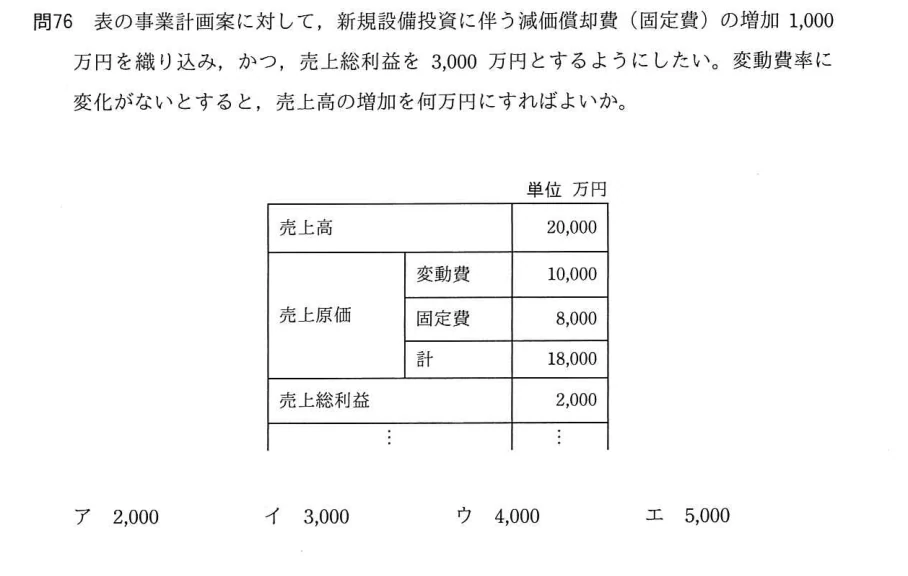 問76 表の事業計画案に対して，新規設備投資に伴う減価償却費（固定費）の増加 1,000
万円を織り込み，かつ，売上総利益を 3,000 万円とするようにしたい。変動費率に
変化がないとすると，売上高の増加を何万円にすればよいか。
単位 万円
売上高 20,000
売上原価 変動費 10,000
固定費 8,000
計 18,000
売上総利益 2,000
⋮ ⋮
ア 2,000 イ 3,000 ウ 4,000 エ 5,000